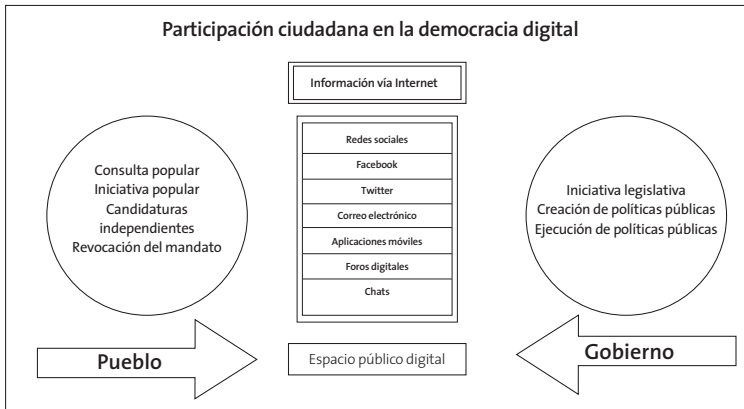 Participación ciudadana en la democracia digital
Información vía Internet
Consulta popular
Iniciativa popular
Candidaturas
independientes
Revocación del mandato
Redes sociales
Facebook
Twitter
Correo electrónico
Aplicaciones móviles
Foros digitales
Chats
Iniciativa legislativa
Creación de políticas públicas
Ejecución de políticas públicas
Pueblo
Espacio público digital
Gobierno